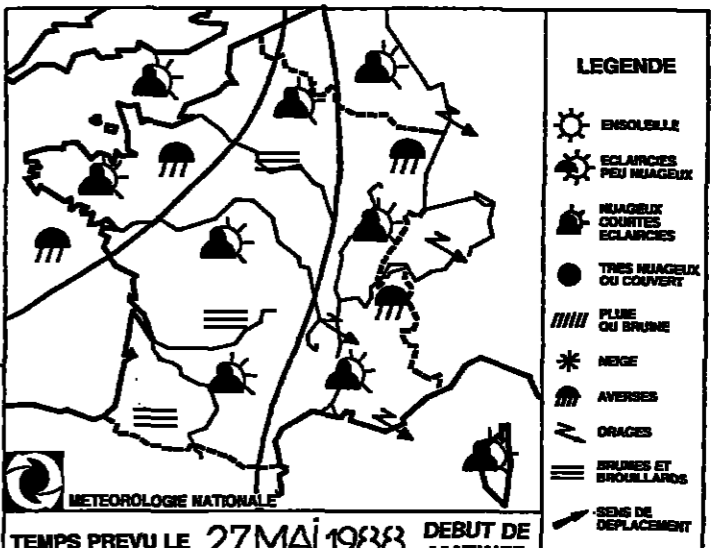 LEGENDE
ENSOLEILLE
ECLAIRCIES
PEU NUAGEUX
NUAGEUX
COURTES
ECLAIRCIES
TRES NUAGEUX
OU COUVERT
PLUIE
OU BRUINE
NEIGE
AVERSES
ORAGES
BRUMES ET
BROUILLARDS
SENS DE
DEPLACEMENT
METEOROLOGIE NATIONALE
TEMPS PREVU LE 27 MAI 1988 DEBUT DE